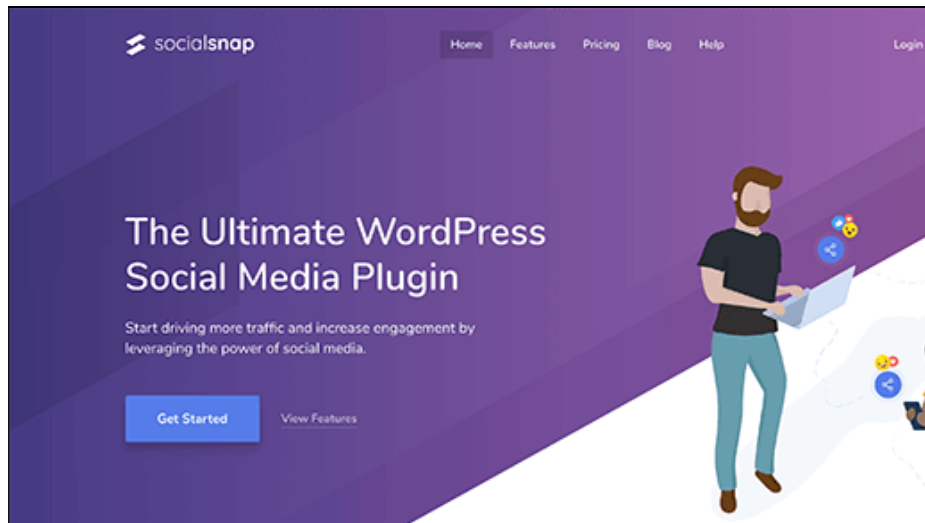 socialsnap
Home Features Pricing Blog Help Login
The Ultimate WordPress
Social Media Plugin
Start driving more traffic and increase engagement by
leveraging the power of social media.
Get Started View Features